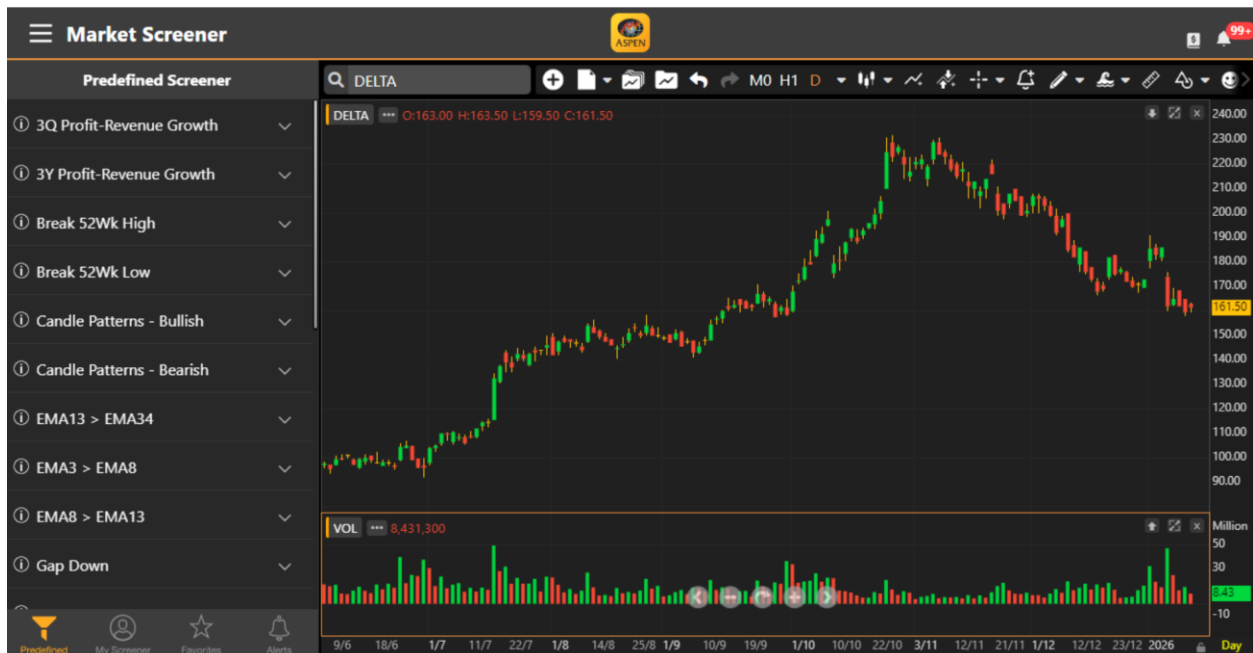 Market Screener
ASPEN
99+
Predefined Screener
DELTA
M0 H1 D
3Q Profit-Revenue Growth
3Y Profit-Revenue Growth
Break 52Wk High
Break 52Wk Low
Candle Patterns - Bullish
Candle Patterns - Bearish
EMA13 > EMA34
EMA3 > EMA8
EMA8 > EMA13
Gap Down
Predefined
My Screener
Favorites
Alerts
DELTA ••• O:163.00 H:163.50 L:159.50 C:161.50
240.00
230.00
220.00
210.00
200.00
190.00
180.00
170.00
161.50
150.00
140.00
130.00
120.00
110.00
100.00
90.00
VOL ••• 8,431,300
Million
50
30
8.43
-10
9/6 18/6 1/7 11/7 22/7 1/8 14/8 25/8 1/9 10/9 19/9 1/10 10/10 22/10 3/11 12/11 21/11 1/12 12/12 23/12 2026 Day